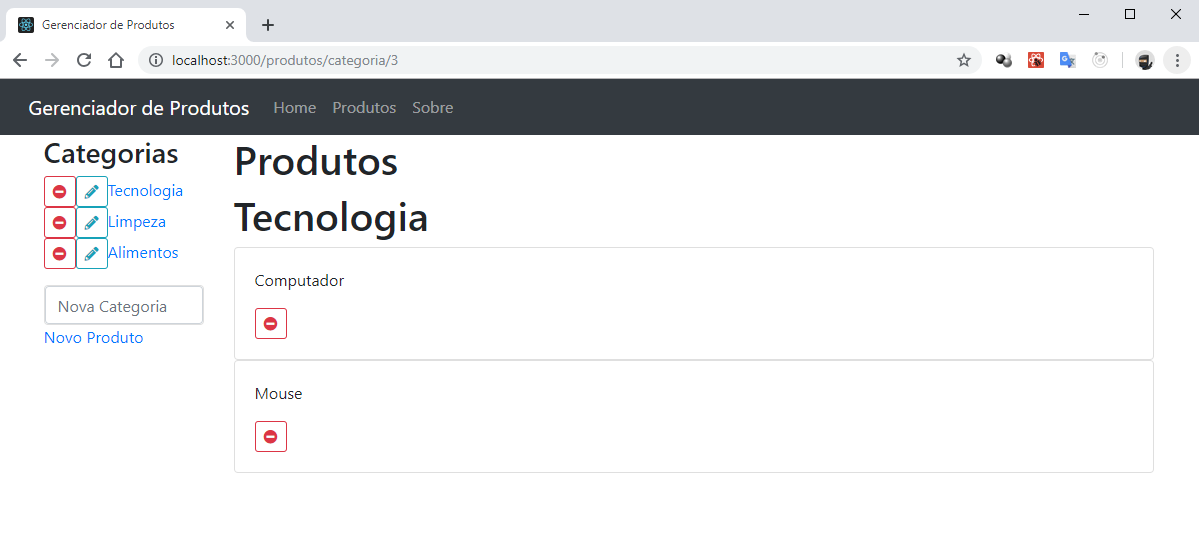 Gerenciador de Produtos
localhost:3000/produtos/categoria/3
Gerenciador de Produtos Home Produtos Sobre
Categorias
Tecnologia
Limpeza
Alimentos
Nova Categoria
Novo Produto
Produtos
Tecnologia
Computador
Mouse